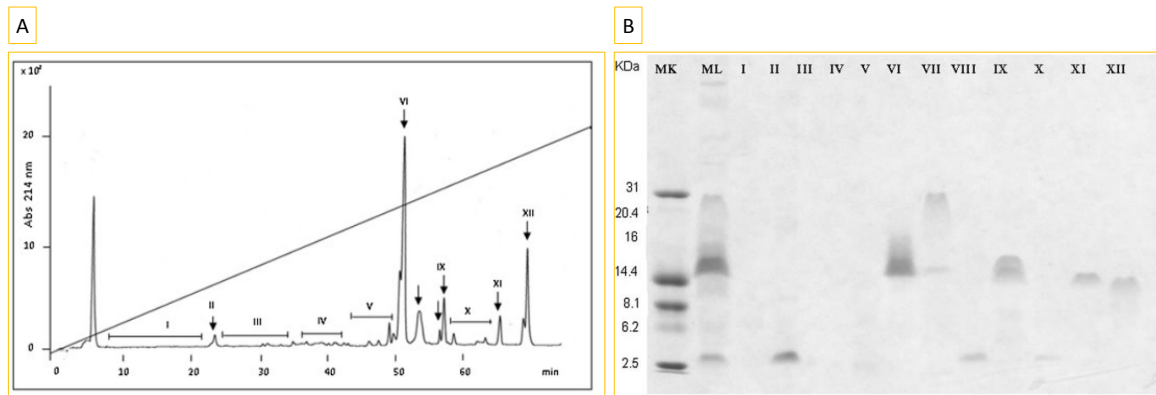 A
x 10²
20
10
0
Abs 214 nm
I
II
III
IV
V
VI
IX
X
XI
XII
0
10
20
30
40
50
60
min
B
KDa
MK
ML
I
II
III
IV
V
VI
VII
VIII
IX
X
XI
XII
31
20.4
16
14.4
8.1
6.2
2.5